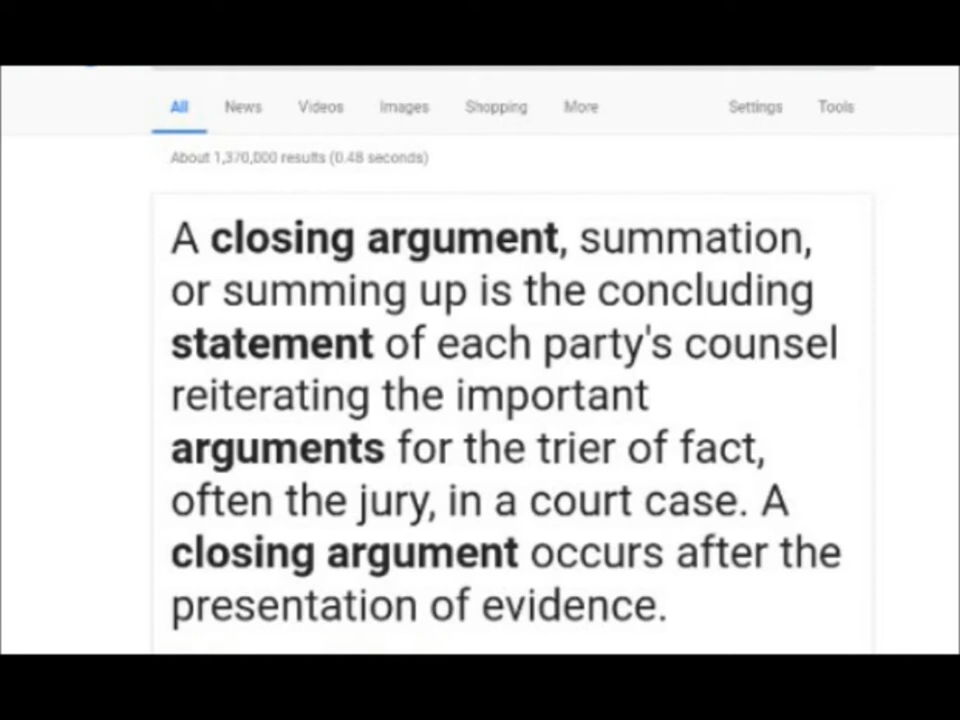 All News Videos Images Shopping More Settings Tools
About 1,370,000 results (0.48 seconds)
A closing argument, summation,
or summing up is the concluding
statement of each party's counsel
reiterating the important
arguments for the trier of fact,
often the jury, in a court case. A
closing argument occurs after the
presentation of evidence.